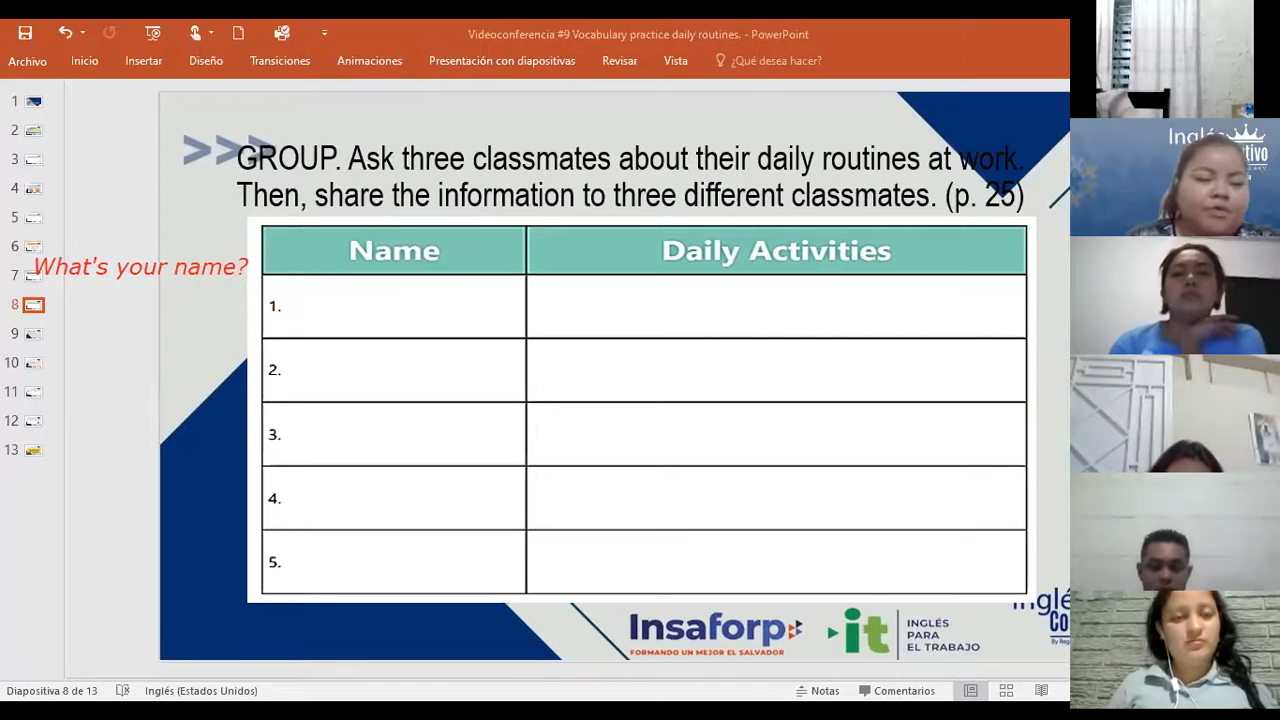 Videoconferencia #9 Vocabulary practice daily routines. - PowerPoint
Archivo
Inicio
Insertar
Diseño
Transiciones
Animaciones
Presentación con diapositivas
Revisar
Vista
¿Qué desea hacer?
1
2
3
4
5
6
7
8
9
10
11
12
13
>>>
GROUP. Ask three classmates about their daily routines at work.
Then, share the information to three different classmates. (p. 25)
What's your name?
Name
Daily Activities
1.
2.
3.
4.
5.
Insaforp
FORMANDO UN MEJOR EL SALVADOR
it
INGLÉS
PARA
EL TRABAJO
Inglé
Co
Inglés
Diapositiva 8 de 13
Inglés (Estados Unidos)
Notas
Comentarios